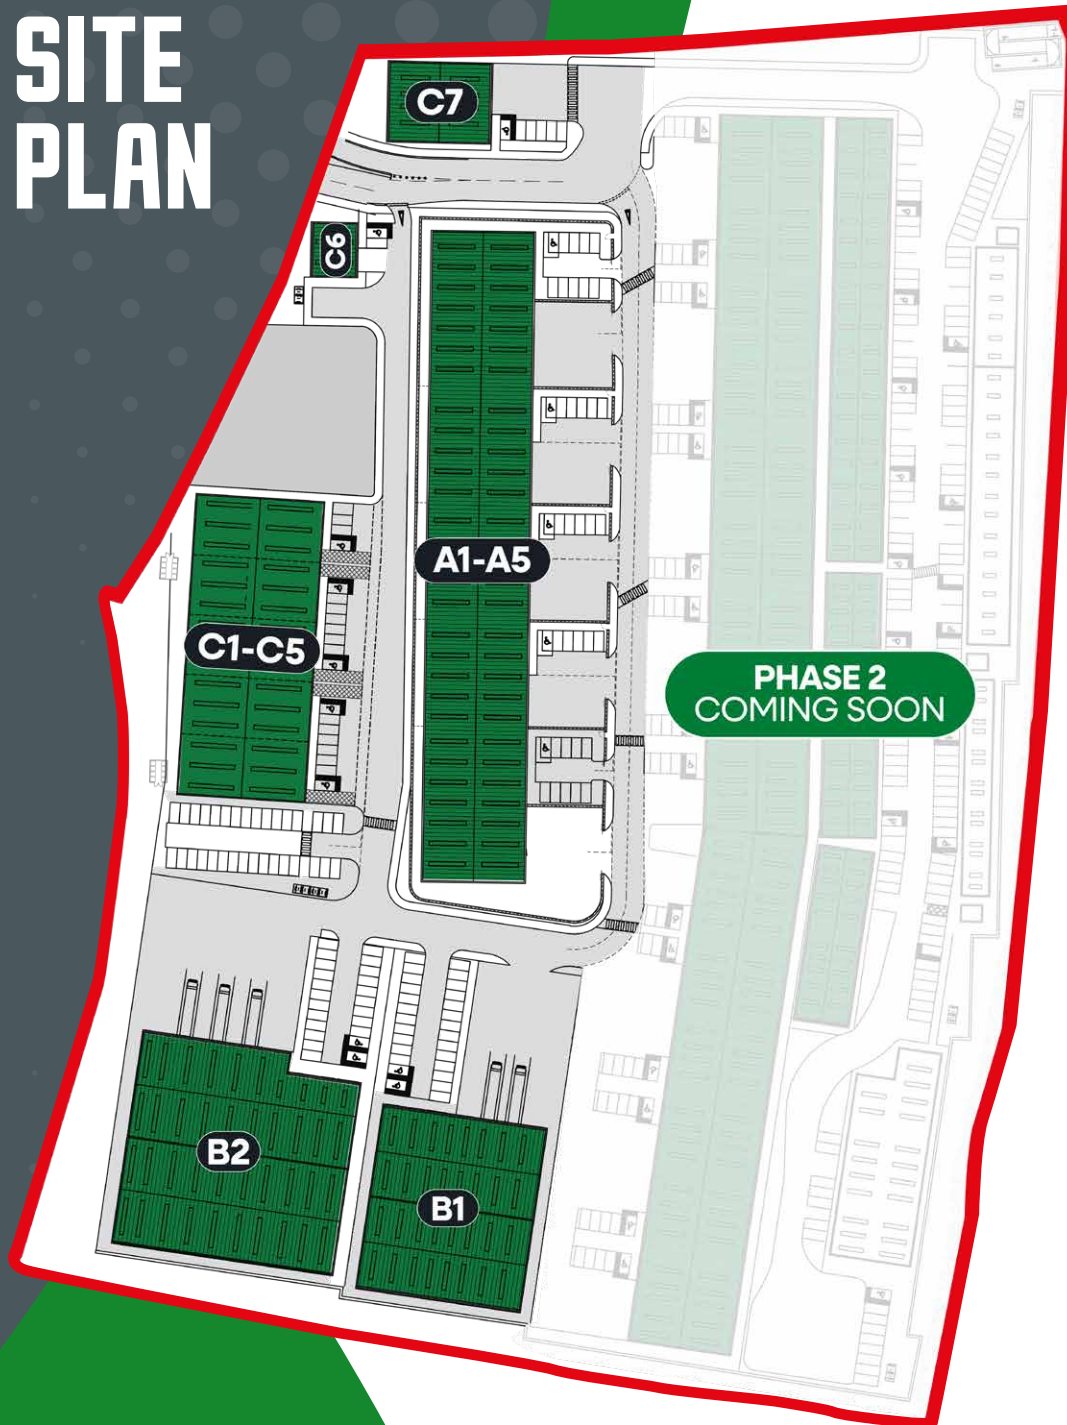 SITE
PLAN
C7
C6
A1-A5
C1-C5
PHASE 2
COMING SOON
B2
B1